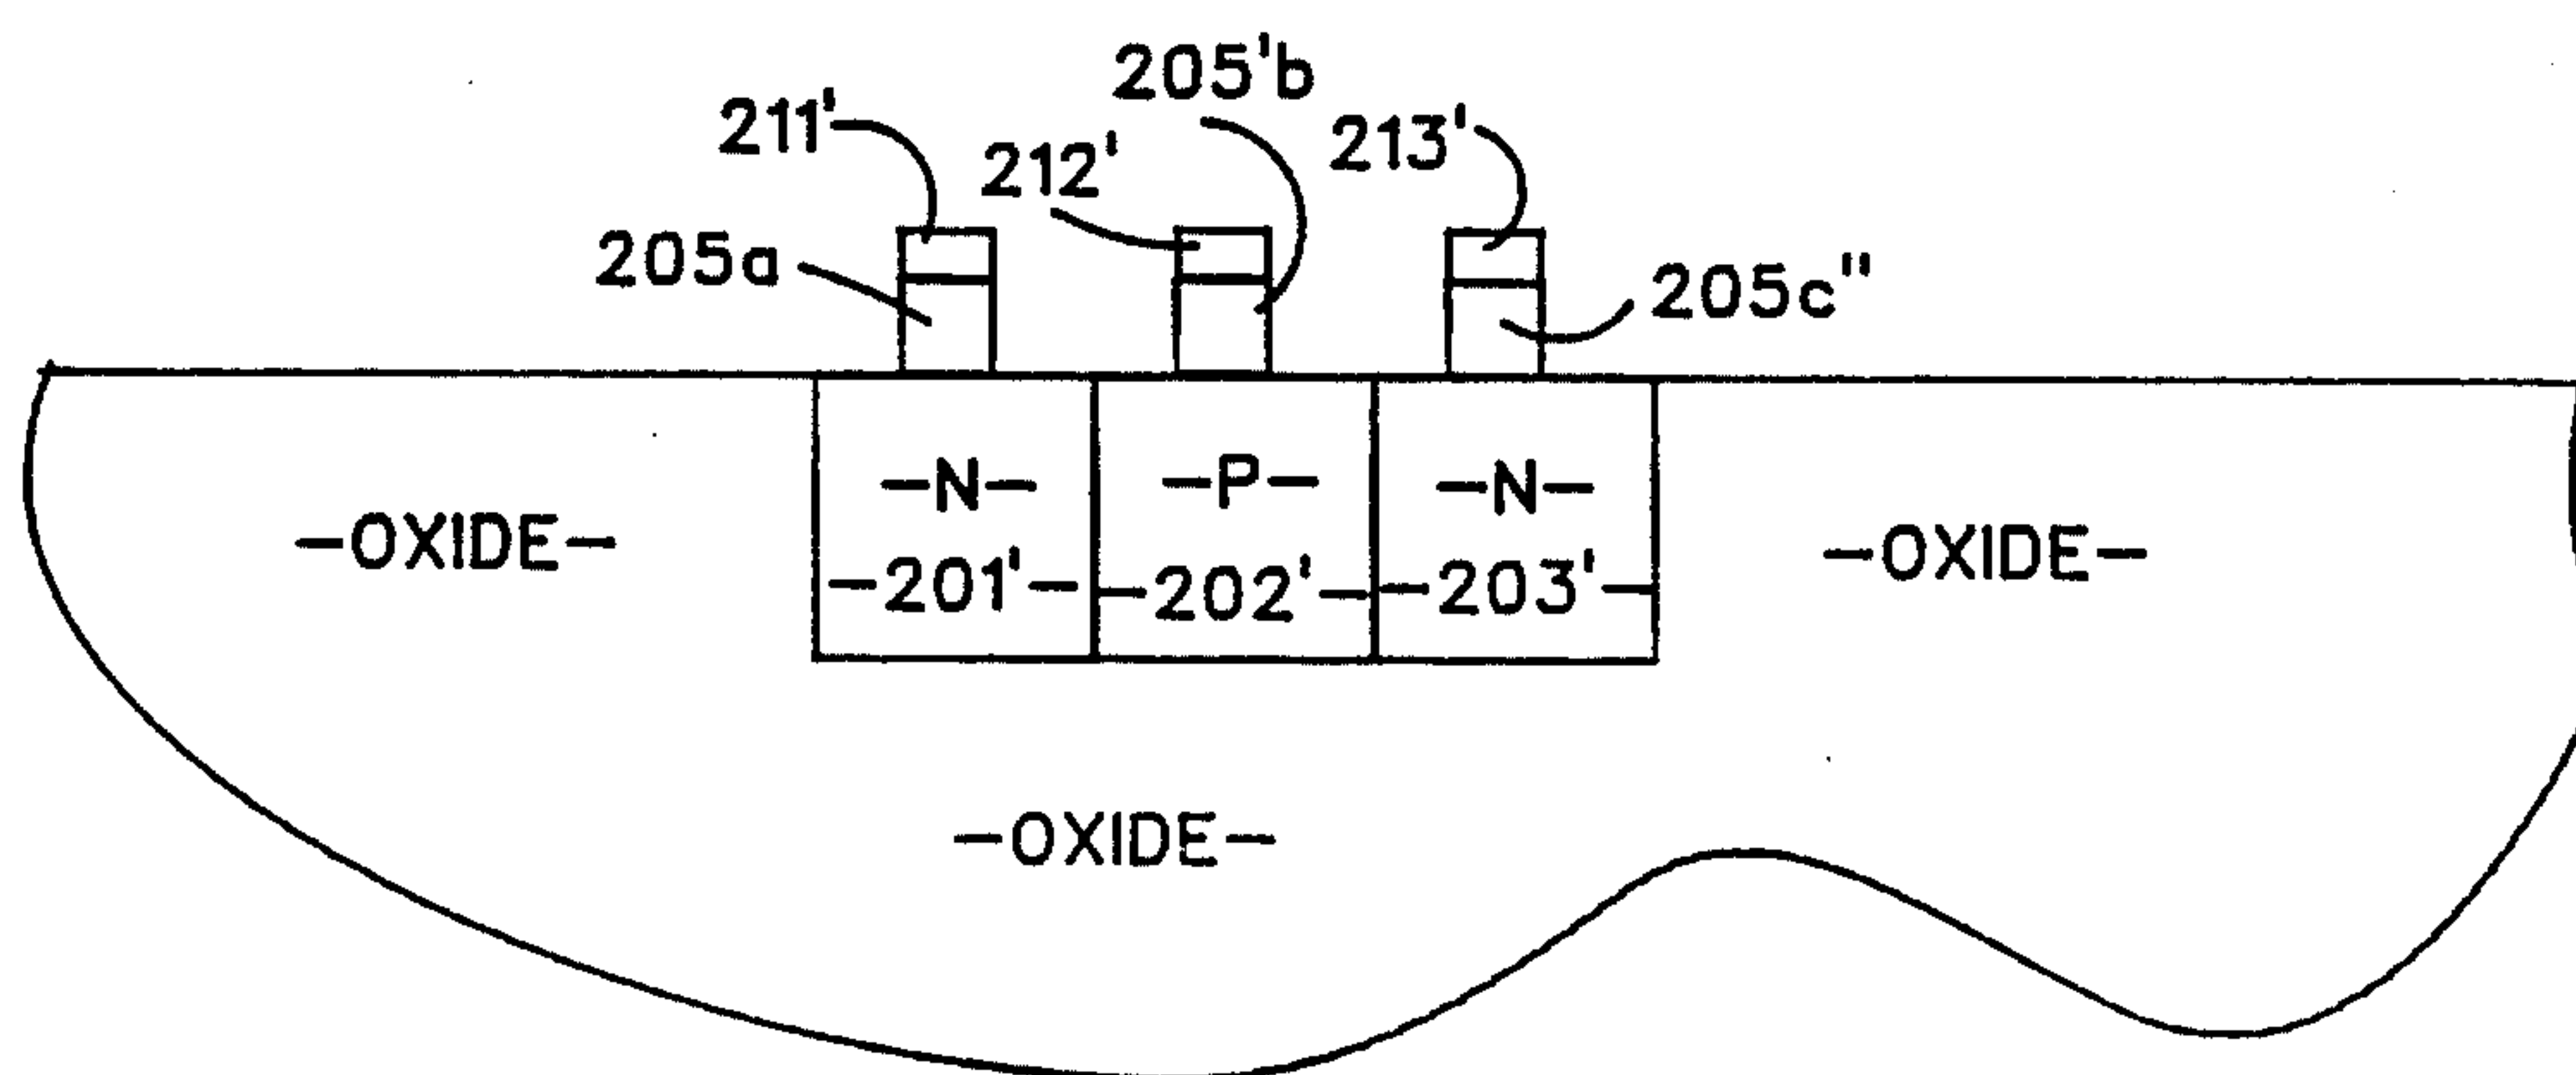 205'b
211'
213'
212'
205a
205c"
-N-
-P-
-N-
-OXIDE-
-OXIDE-
-201'-
-202'-
-203'-
-OXIDE-